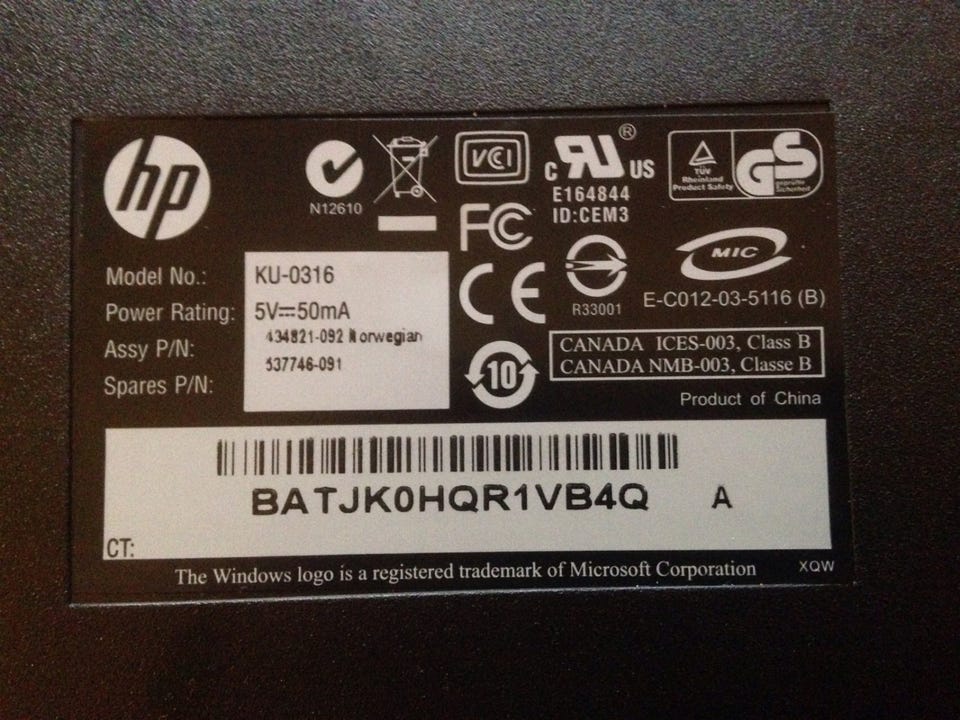 hp
N12610
VCI
c RU US ®
E164844
ID:CEM3
TÜV
Rheinland
Product Safety
GS
geprüfte
Sicherheit
FC
CE
R33001
MIC
E-C012-03-5116 (B)
Model No.: KU-0316
Power Rating: 5V⎓50mA
Assy P/N: 434821-092 Norwegian
Spares P/N: 537746-091
10
CANADA ICES-003, Class B
CANADA NMB-003, Classe B
Product of China
BATJK0HQR1VB4Q A
CT:
The Windows logo is a registered trademark of Microsoft Corporation XQW